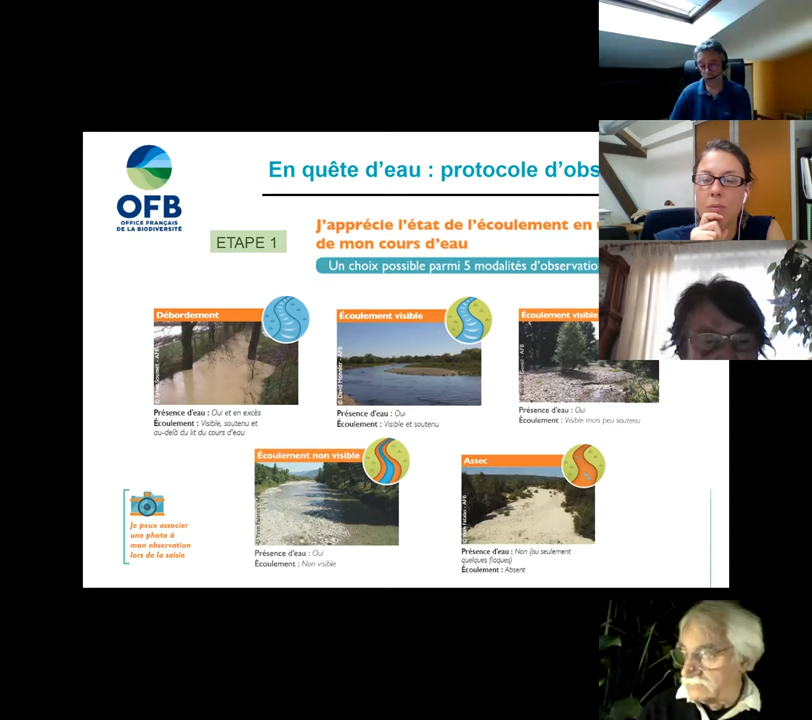 En quête d'eau : protocole d'obs
OFB
OFFICE FRANÇAIS
DE LA BIODIVERSITÉ
ETAPE 1
J'apprécie l'état de l'écoulement en
de mon cours d'eau
Un choix possible parmi 5 modalités d'observatio
Débordement
Présence d'eau : Oui et en excès
Écoulement : Visible, soutenu et
au-delà du lit du cours d'eau
Écoulement visible
Présence d'eau : Oui
Écoulement : Visible et soutenu
Écoulement visible
Présence d'eau : Oui
Écoulement : Visible mais peu soutenu
Écoulement non visible
Présence d'eau : Oui
Écoulement : Non visible
Assec
Présence d'eau : Non (ou seulement
quelques flaques)
Écoulement : Absent
Je peux associer
une photo à
mon observation
lors de la saisie